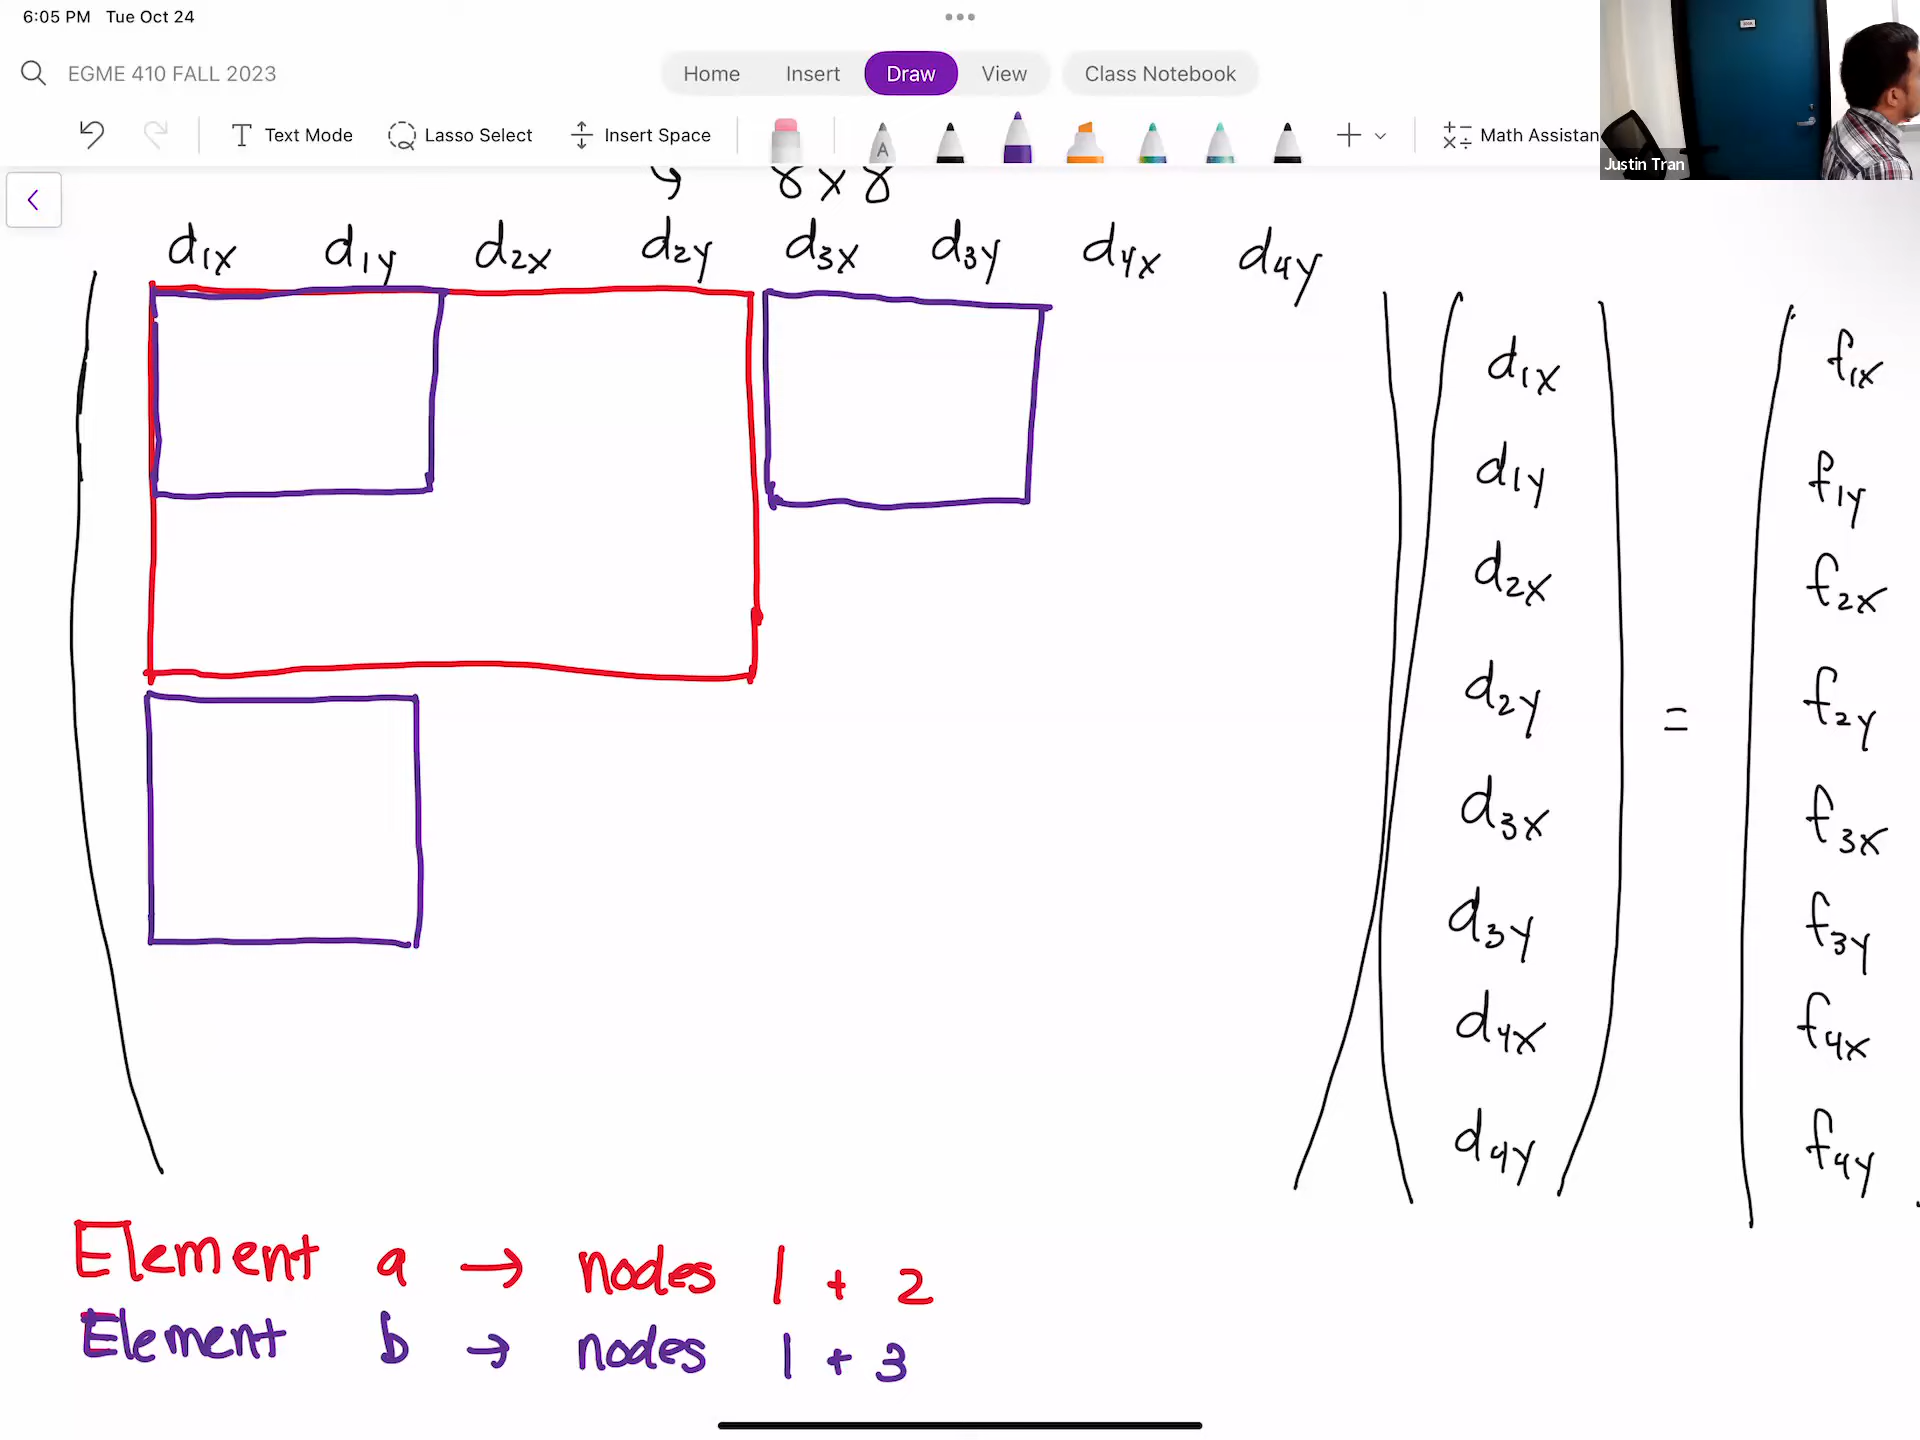 6:05 PM Tue Oct 24
EGME 410 FALL 2023 Home Insert Draw View Class Notebook
Text Mode Lasso Select Insert Space A Math Assistan
Justin Tran
8 x 8
d1x d1y d2x d2y d3x d3y d4x d4y
d1x f1x
d1y f1y
d2x f2x
d2y = f2y
d3x f3x
d3y f3y
d4x f4x
d4y f4y
Element a → nodes 1 + 2
Element b → nodes 1 + 3